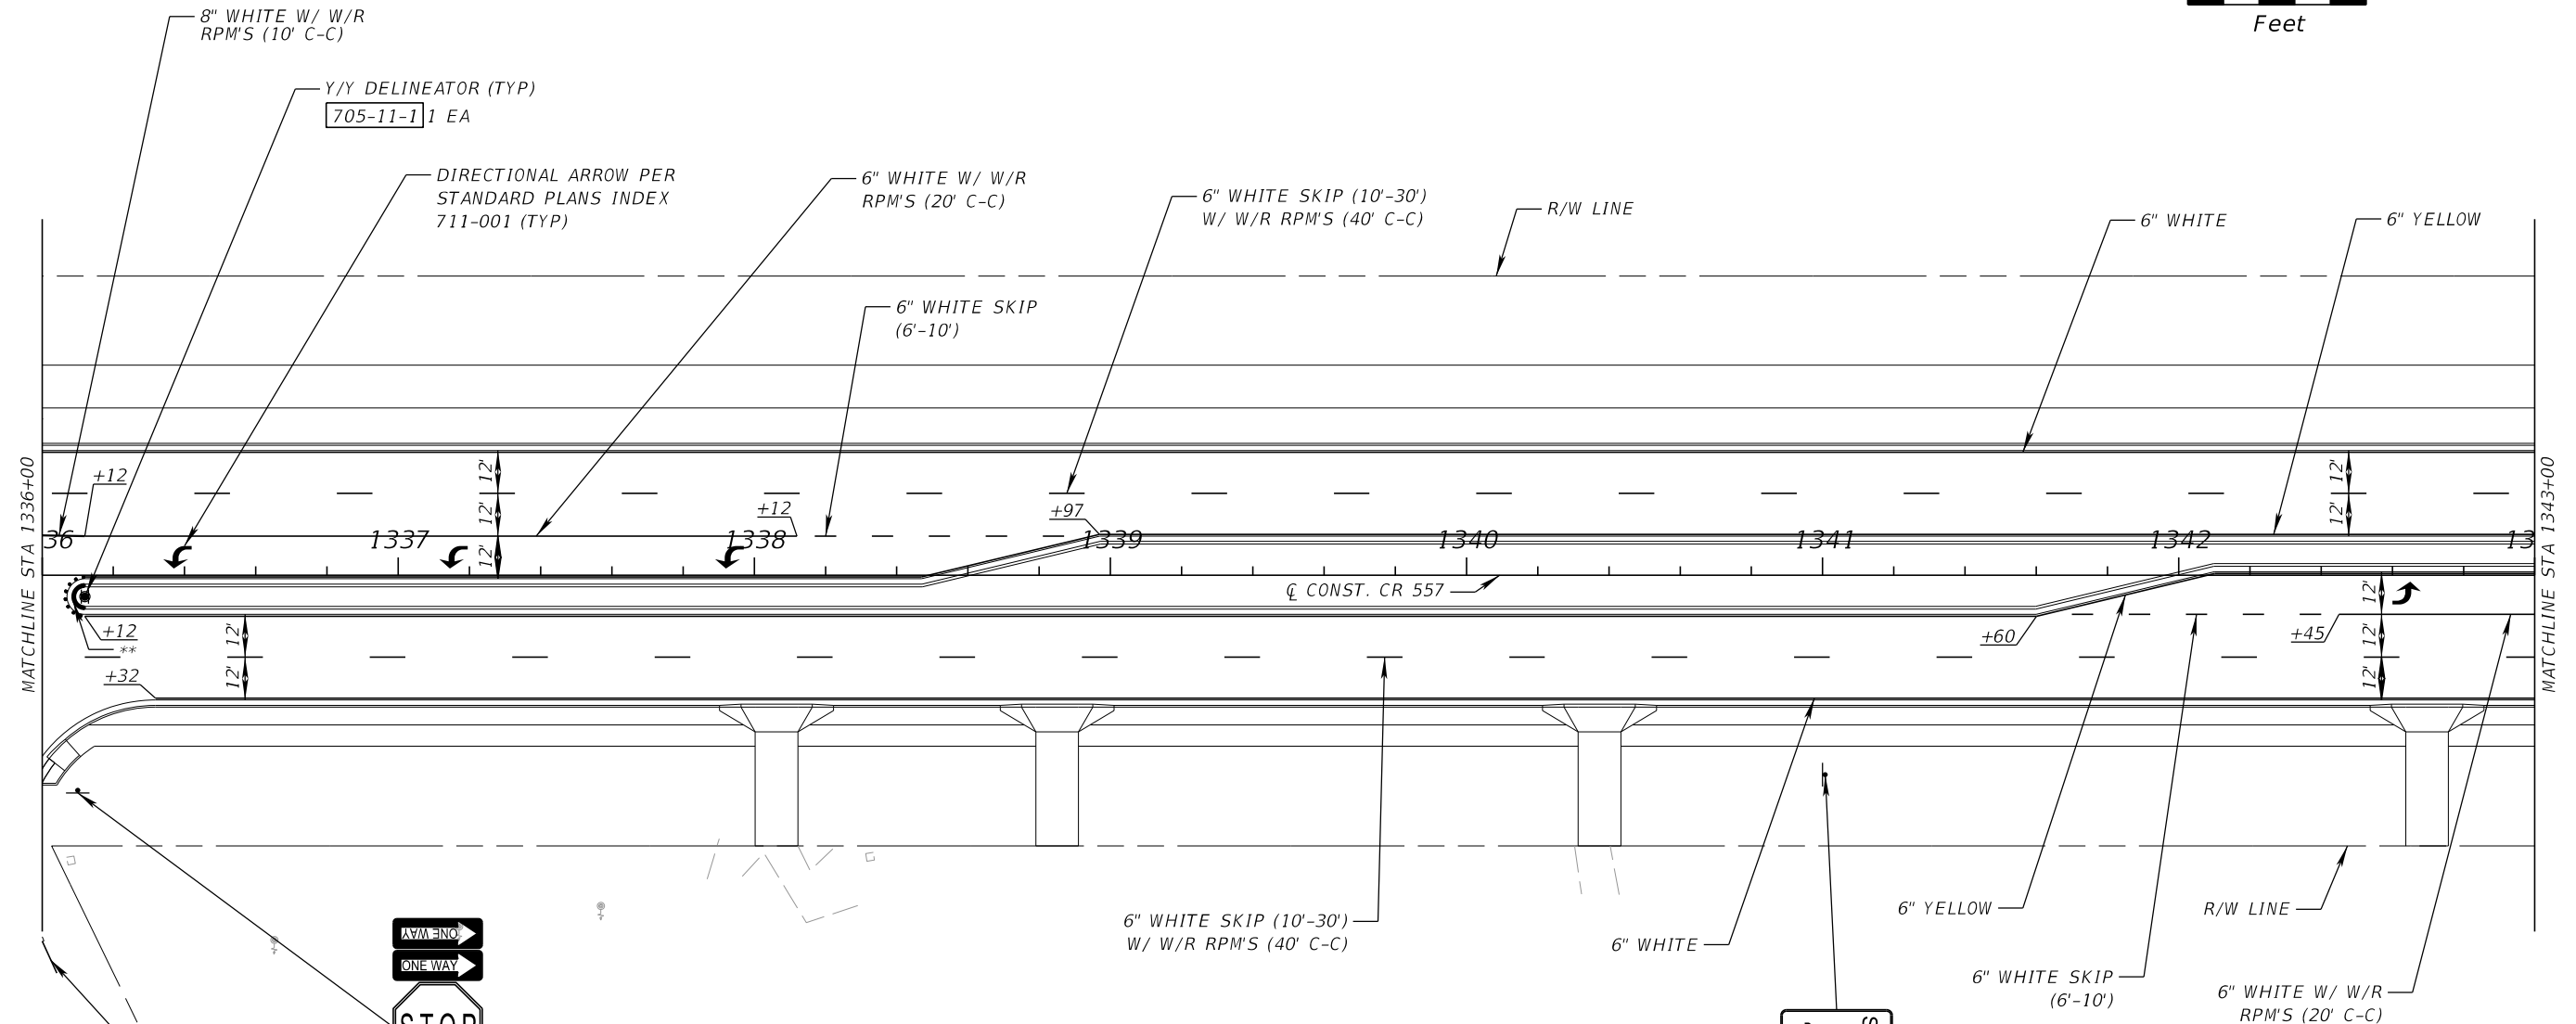 8" WHITE W/ W/R
RPM'S (10' C-C)
Feet
Y/Y DELINEATOR (TYP)
705-11-1 1 EA
DIRECTIONAL ARROW PER
STANDARD PLANS INDEX
711-001 (TYP)
6" WHITE W/ W/R
RPM'S (20' C-C)
6" WHITE SKIP (10'-30')
W/ W/R RPM'S (40' C-C)
R/W LINE
6" WHITE
6" YELLOW
6" WHITE SKIP
(6'-10')
MATCHLINE STA 1336+00
MATCHLINE STA 1343+00
+12
12'
12'
12'
+12
+97
12'
12'
36
1337
1338
1339
1340
1341
1342
13
℄ CONST. CR 557
+12
**
+32
12'
12'
+60
+45
12'
12'
12'
6" WHITE SKIP (10'-30')
W/ W/R RPM'S (40' C-C)
6" WHITE
6" YELLOW
R/W LINE
6" WHITE SKIP
(6'-10')
6" WHITE W/ W/R
RPM'S (20' C-C)
ONE WAY
ONE WAY
STOP